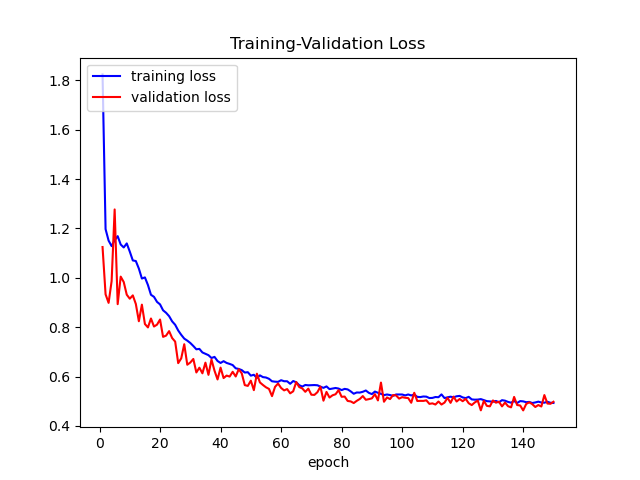 Training-Validation Loss
training loss
validation loss
1.8
1.6
1.4
1.2
1.0
0.8
0.6
0.4
0 20 40 60 80 100 120 140
epoch